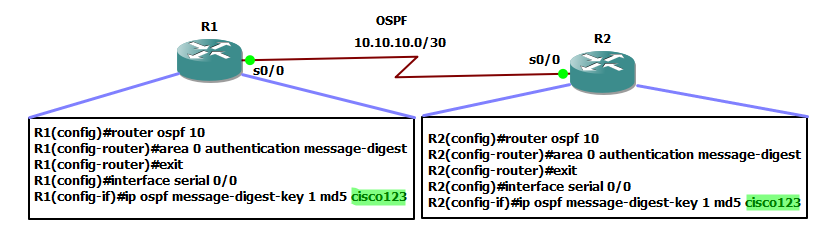 OSPF
R1
10.10.10.0/30
R2
s0/0
s0/0
R1(config)#router ospf 10
R1(config-router)#area 0 authentication message-digest
R1(config-router)#exit
R1(config)#interface serial 0/0
R1(config-if)#ip ospf message-digest-key 1 md5 cisco123
R2(config)#router ospf 10
R2(config-router)#area 0 authentication message-digest
R2(config-router)#exit
R2(config)#interface serial 0/0
R2(config-if)#ip ospf message-digest-key 1 md5 cisco123